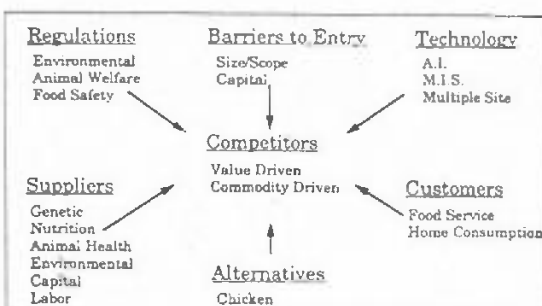 Regulations
Environmental
Animal Welfare
Food Safety
Barriers to Entry
Size/Scope
Capital
Technology
A.I.
M.I.S.
Multiple Site
Competitors
Value Driven
Commodity Driven
Suppliers
Genetic
Nutrition
Animal Health
Environmental
Capital
Labor
Customers
Food Service
Home Consumption
Alternatives
Chicken